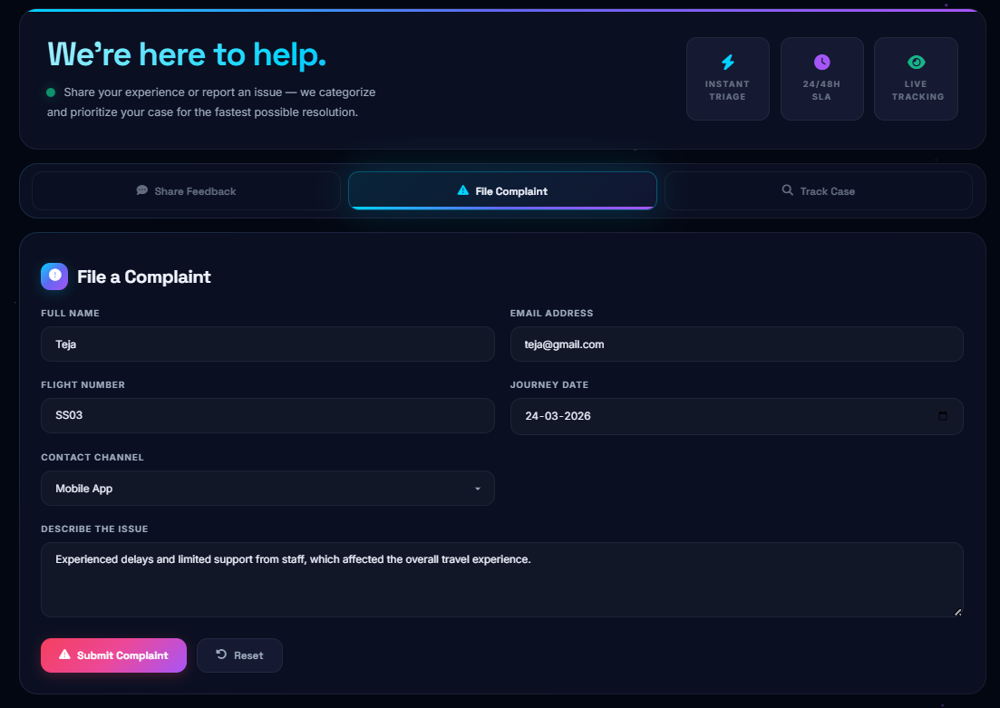 We're here to help.
Share your experience or report an issue — we categorize
and prioritize your case for the fastest possible resolution.
INSTANT
TRIAGE
24/48H
SLA
LIVE
TRACKING
Share Feedback
File Complaint
Track Case
File a Complaint
FULL NAME
EMAIL ADDRESS
Teja
teja@gmail.com
FLIGHT NUMBER
JOURNEY DATE
SS03
24-03-2026
CONTACT CHANNEL
Mobile App
DESCRIBE THE ISSUE
Experienced delays and limited support from staff, which affected the overall travel experience.
Submit Complaint
Reset